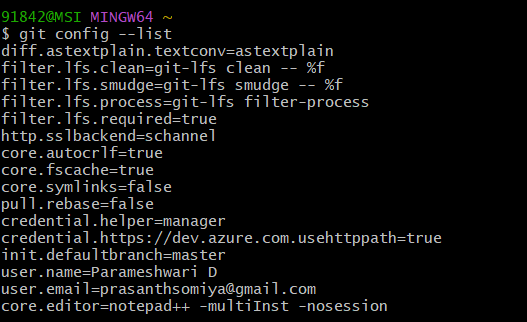 91842@MSI MINGW64 ~
$ git config --list
diff.astextplain.textconv=astextplain
filter.lfs.clean=git-lfs clean -- %f
filter.lfs.smudge=git-lfs smudge -- %f
filter.lfs.process=git-lfs filter-process
filter.lfs.required=true
http.sslbackend=schannel
core.autocrlf=true
core.fscache=true
core.symlinks=false
pull.rebase=false
credential.helper=manager
credential.https://dev.azure.com.usehttppath=true
init.defaultbranch=master
user.name=Parameshwari D
user.email=prasanthsomiya@gmail.com
core.editor=notepad++ -multiInst -nosession